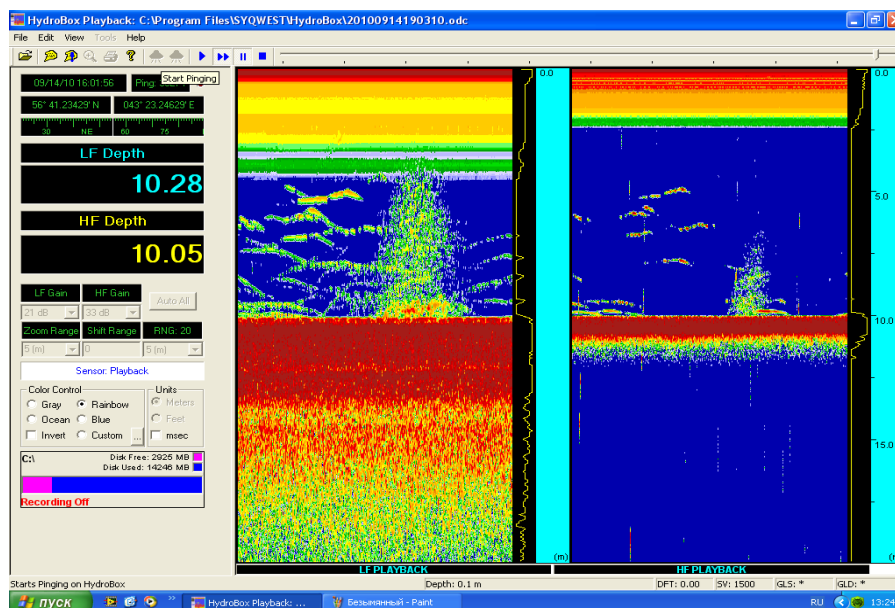 HydroBox Playback: C:\Program Files\SYQWEST\HydroBox\20100914190310.odc
File Edit View Tools Help
Start Pinging
09/14/10 16:01:56 Ping:
56° 41.23429' N 043° 23.24629' E
30 NE 60 75
LF Depth
10.28
HF Depth
10.05
LF Gain HF Gain Auto All
21 dB 33 dB
Zoom Range Shift Range RNG: 20
5 (m) 0 5 (m)
Sensor: Playback
Color Control Units
Gray Rainbow Meters
Ocean Blue Feet
Invert Custom ... msec
C:\ Disk Free: 2925 MB
Disk Used: 14246 MB
Recording Off
0.0 0.0
5.0
10.0
15.0
(m) (m)
LF PLAYBACK HF PLAYBACK
Starts Pinging on HydroBox Depth: 0.1 m DFT: 0.00 SV: 1500 GLS: * GLD: *
пуск HydroBox Playback: ... Безымянный - Paint RU 13:24